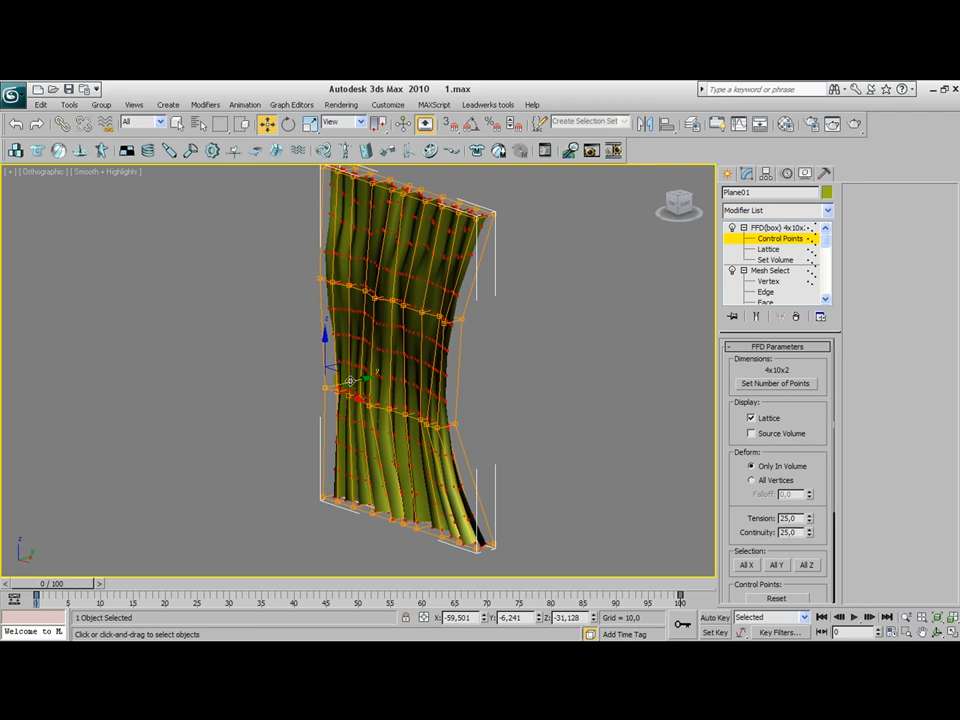 Autodesk 3ds Max 2010 1.max
Type a keyword or phrase
Edit Tools Group Views Create Modifiers Animation Graph Editors Rendering Customize MAXScript Leadwerks tools Help
All View Create Selection Set
[ + ] [ Orthographic ] [ Smooth + Highlights ]
Plane01
Modifier List
FFD(box) 4x10x
Control Points
Lattice
Set Volume
Mesh Select
Vertex
Edge
Face
- FFD Parameters
Dimensions:
4x10x2
Set Number of Points
Display:
Lattice
Source Volume
Deform:
Only In Volume
All Vertices
Falloff: 0,0
Tension: 25,0
Continuity: 25,0
Selection:
All X All Y All Z
Control Points:
Reset
z
y
z
< 0 / 100 >
0 5 10 15 20 25 30 35 40 45 50 55 60 65 70 75 80 85 90 95 100
1 Object Selected X: -59,501 Y: -6,241 Z: -31,128 Grid = 10,0 Auto Key Selected
Welcome to M Click or click-and-drag to select objects Add Time Tag Set Key Key Filters... 0